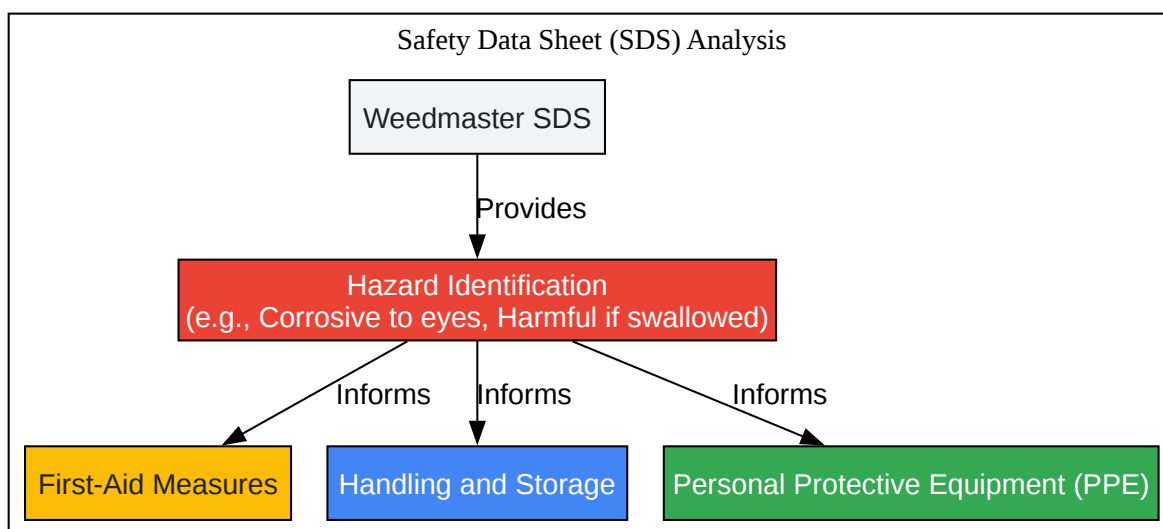 Safety Data Sheet (SDS) Analysis
Weedmaster SDS
Provides
Hazard Identification
(e.g., Corrosive to eyes, Harmful if swallowed)
Informs
Informs
Informs
First-Aid Measures
Handling and Storage
Personal Protective Equipment (PPE)